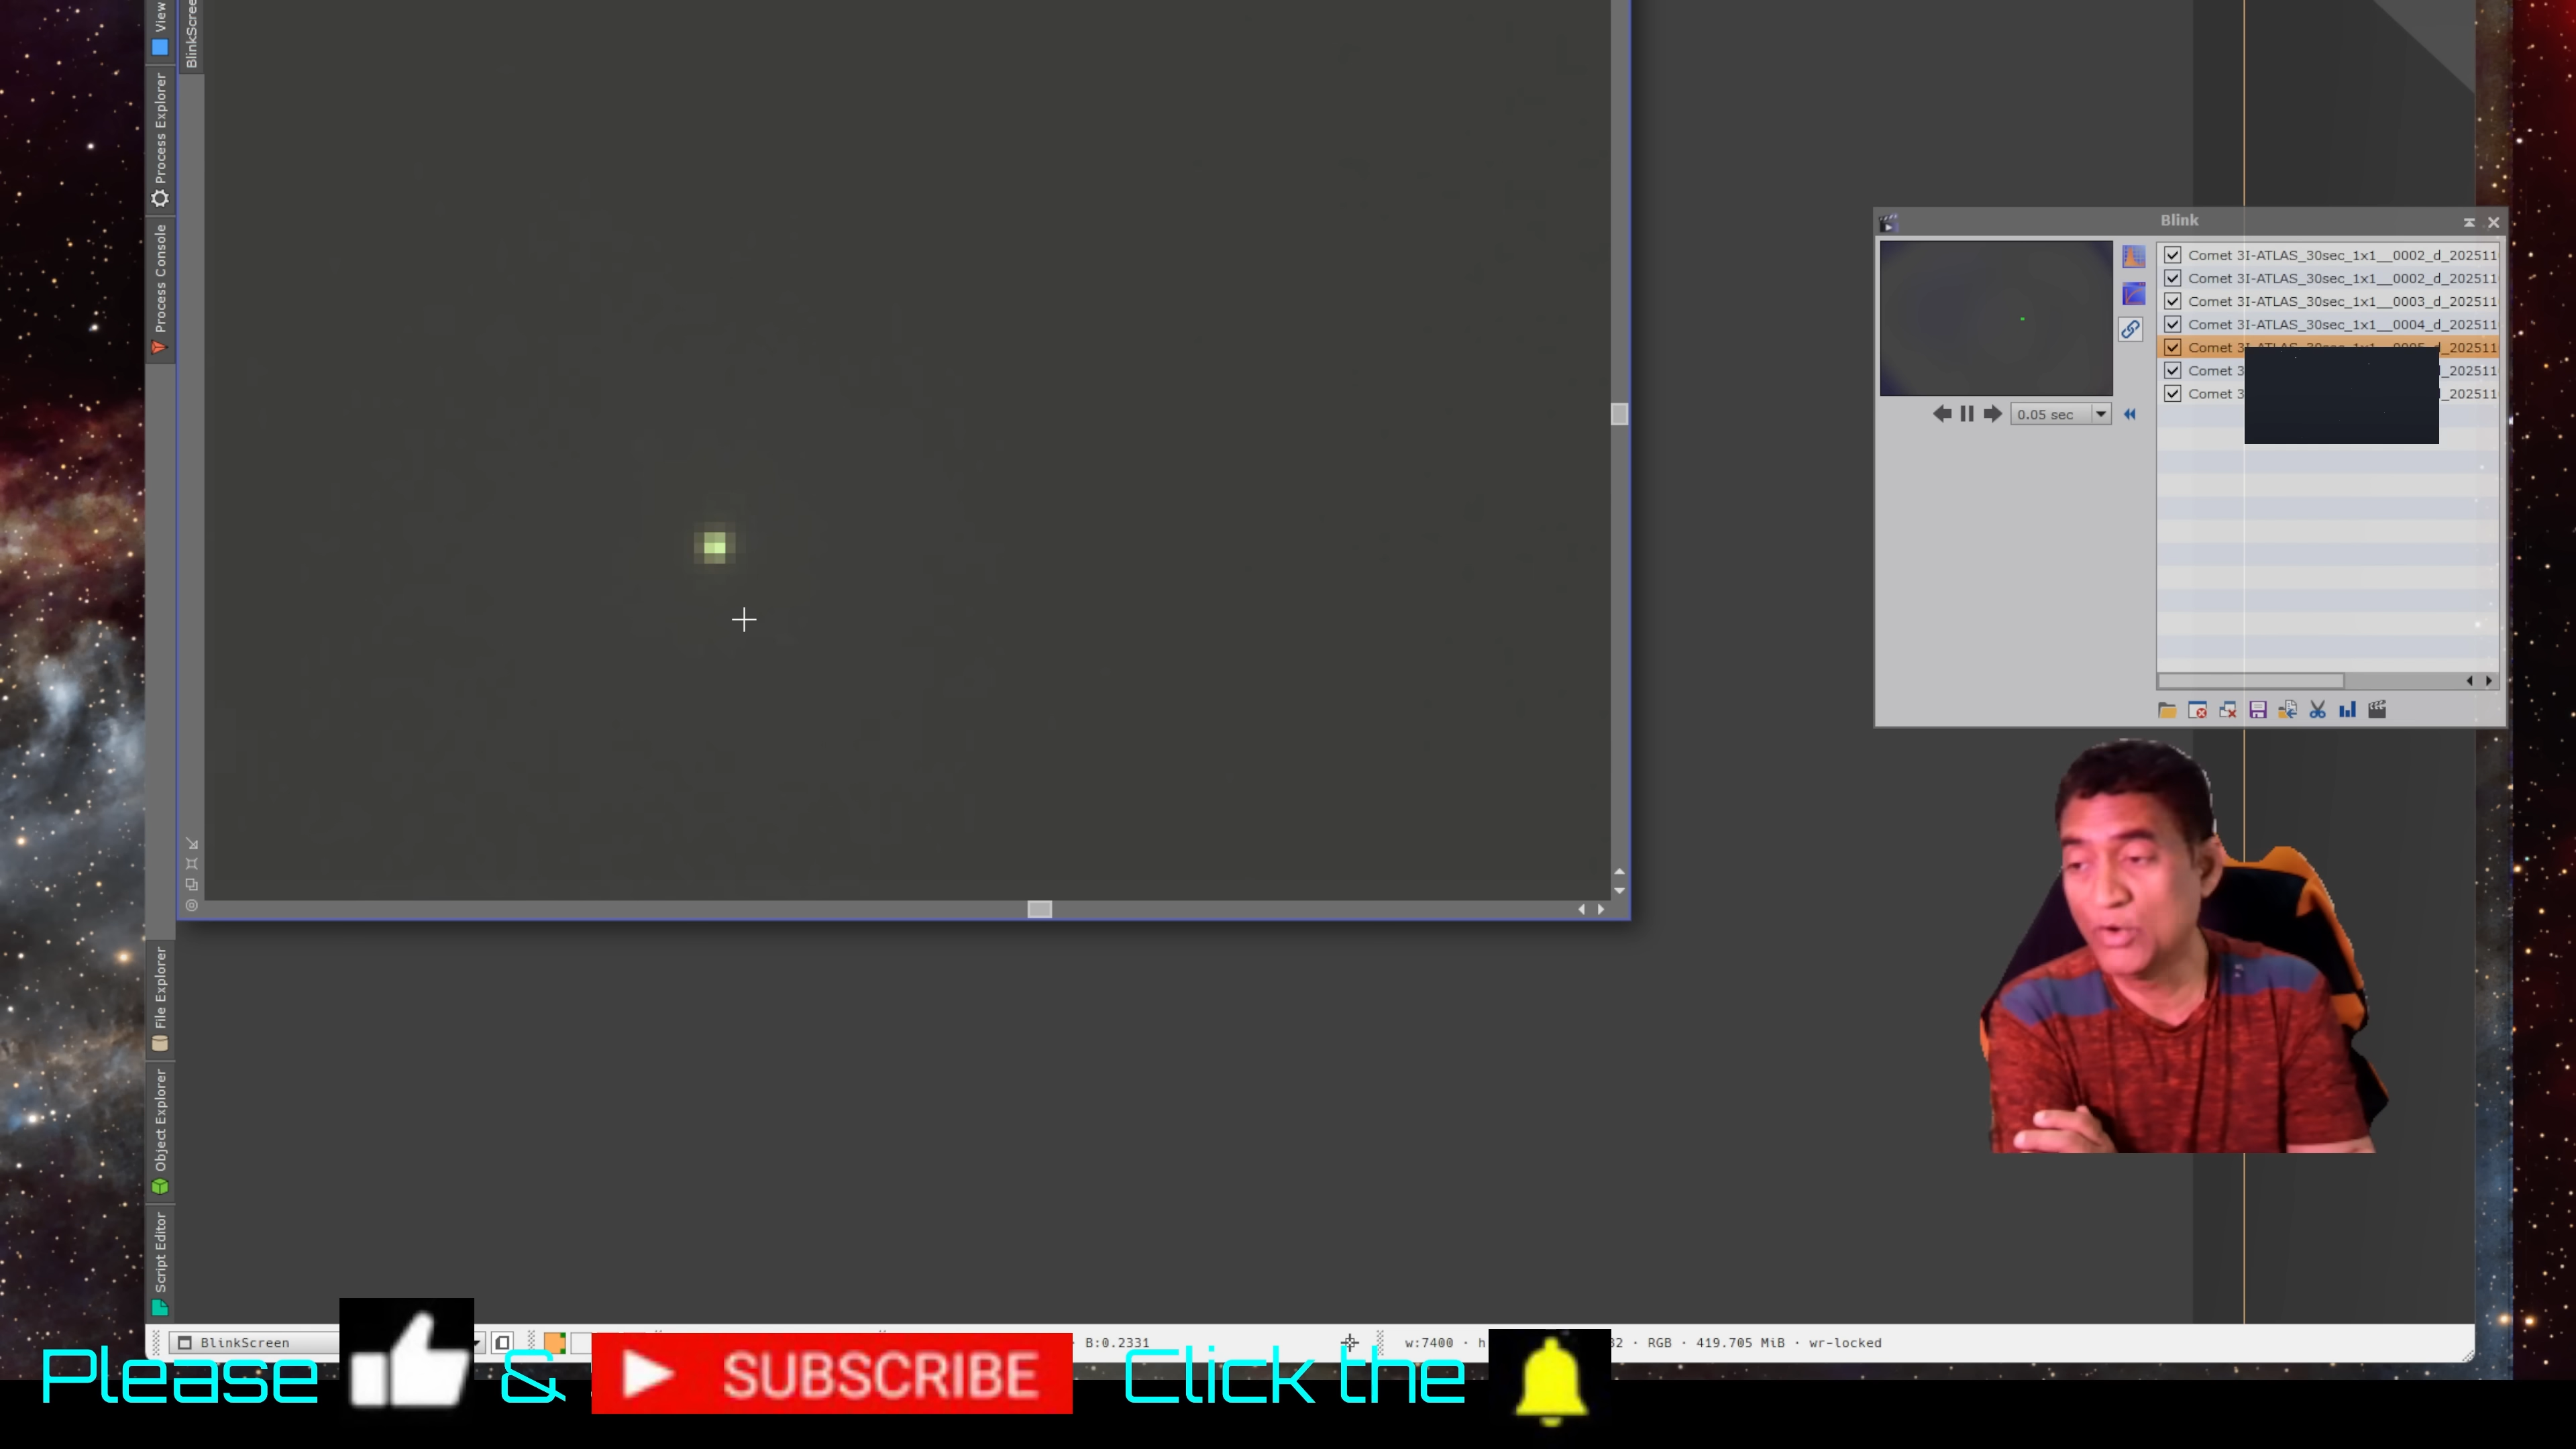 View
Process Explorer
Process Console
File Explorer
Object Explorer
Script Editor
BlinkScree
Blink
Comet 3I-ATLAS_30sec_1x1__0002_d_202511
Comet 3I-ATLAS_30sec_1x1__0002_d_202511
Comet 3I-ATLAS_30sec_1x1__0003_d_202511
Comet 3I-ATLAS_30sec_1x1__0004_d_202511
Comet _202511
Comet 3 _202511
Comet 3 _202511
0.05 sec
BlinkScreen
B:0.2331
w:7400 · h 32 · RGB · 419.705 MiB · wr-locked
Please & SUBSCRIBE Click the